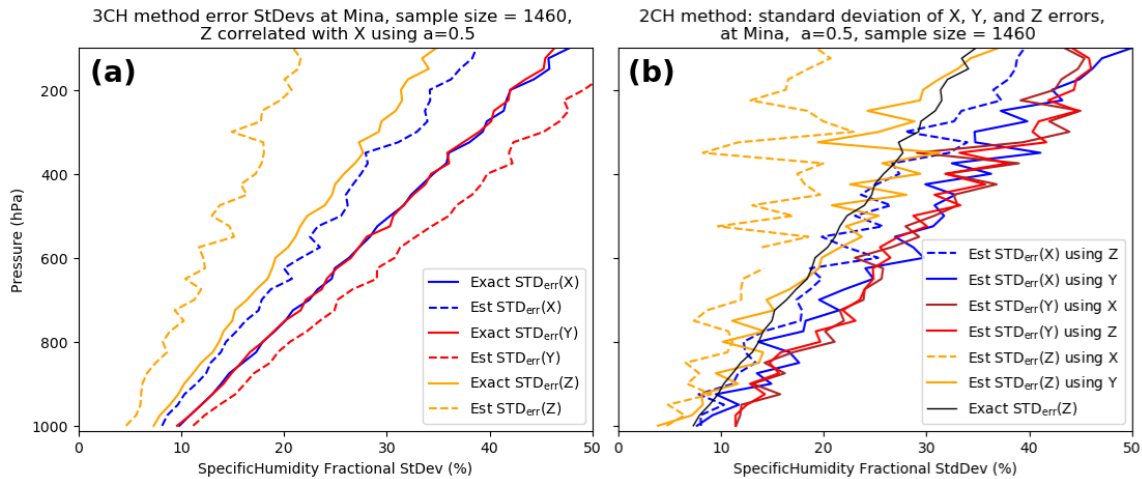 3CH method error StDevs at Mina, sample size = 1460,
Z correlated with X using a=0.5
(a)
Pressure (hPa)
200
400
600
800
1000
Exact STDerr(X)
Est STDerr(X)
Exact STDerr(Y)
Est STDerr(Y)
Exact STDerr(Z)
Est STDerr(Z)
0 10 20 30 40 50
SpecificHumidity Fractional StDev (%)
2CH method: standard deviation of X, Y, and Z errors,
at Mina, a=0.5, sample size = 1460
(b)
Est STDerr(X) using Z
Est STDerr(X) using Y
Est STDerr(Y) using X
Est STDerr(Y) using Z
Est STDerr(Z) using X
Est STDerr(Z) using Y
Exact STDerr(Z)
0 10 20 30 40 50
SpecificHumidity Fractional StdDev (%)